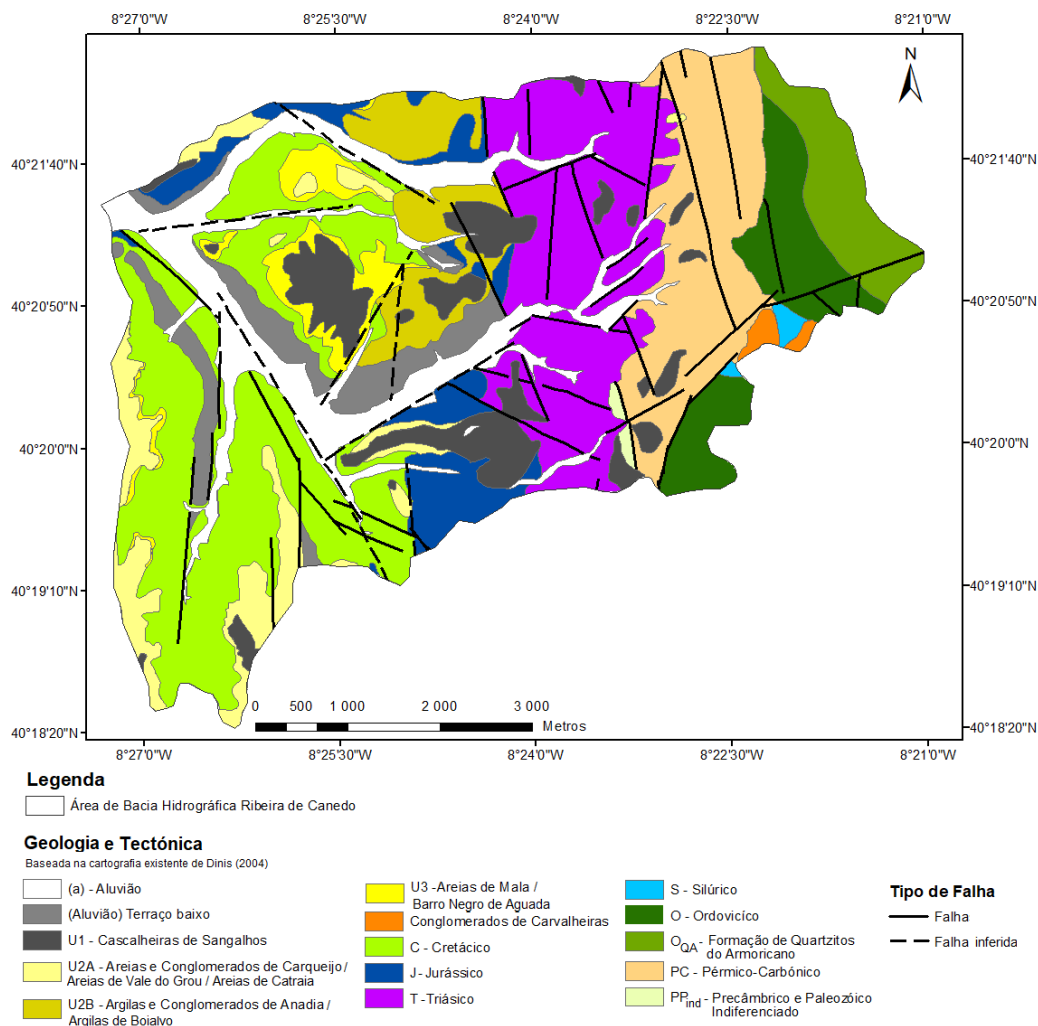 8°27'0"W 8°25'30"W 8°24'0"W 8°22'30"W 8°21'0"W
N
40°21'40"N 40°21'40"N
40°20'50"N 40°20'50"N
40°20'0"N 40°20'0"N
40°19'10"N 40°19'10"N
0 500 1 000 2 000 3 000
Metros
40°18'20"N 40°18'20"N
8°27'0"W 8°25'30"W 8°24'0"W 8°22'30"W 8°21'0"W
Legenda
Área de Bacia Hidrográfica Ribeira de Canedo
Geologia e Tectónica
Baseada na cartografia existente de Dinis (2004)
(a) - Aluvião
(Aluvião) Terraço baixo
U1 - Cascalheiras de Sangalhos
U2A - Areias e Conglomerados de Carqueijo /
Areias de Vale do Grou / Areias de Catraia
U2B - Argilas e Conglomerados de Anadia /
Argilas de Boialvo
U3 -Areias de Mala /
Barro Negro de Aguada
Conglomerados de Carvalheiras
C - Cretácico
J - Jurássico
T -Triásico
S - Silúrico
O - Ordovicíco
OQA - Formação de Quartzitos
do Armoricano
PC - Pérmico-Carbónico
PPind - Precâmbrico e Paleozóico
Indiferenciado
Tipo de Falha
Falha
Falha inferida